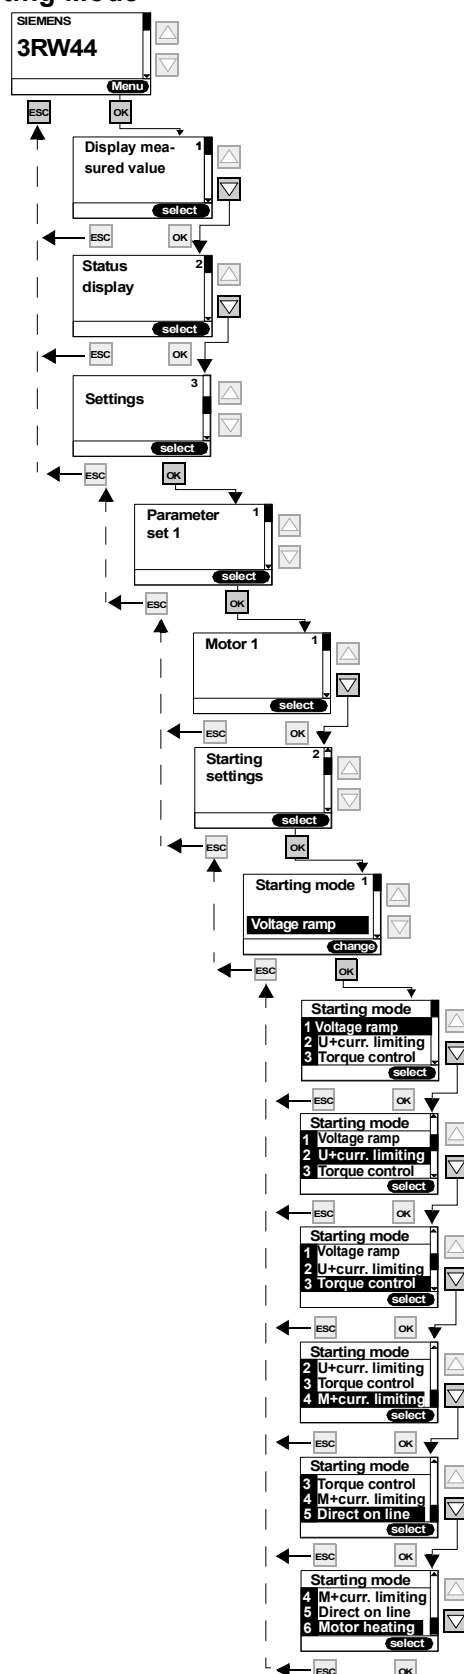 SIEMENS
3RW44
Menu
ESC
OK
Display mea-
sured value
1
select
ESC
OK
Status
display
2
select
ESC
OK
Settings
3
select
ESC
OK
Parameter
set 1
1
select
ESC
OK
Motor 1
1
select
ESC
OK
Starting
settings
2
select
ESC
OK
Starting mode
1
Voltage ramp
change
ESC
OK
Starting mode
1 Voltage ramp
2 U+curr. limiting
3 Torque control
select
ESC
OK
Starting mode
1 Voltage ramp
2 U+curr. limiting
3 Torque control
select
ESC
OK
Starting mode
1 Voltage ramp
2 U+curr. limiting
3 Torque control
select
ESC
OK
Starting mode
2 U+curr. limiting
3 Torque control
4 M+curr. limiting
select
ESC
OK
Starting mode
3 Torque control
4 M+curr. limiting
5 Direct on line
select
ESC
OK
Starting mode
4 M+curr. limiting
5 Direct on line
6 Motor heating
select
ESC
OK